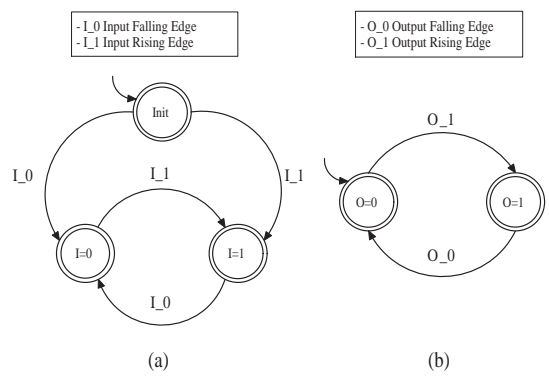 - I_0 Input Falling Edge
- I_1 Input Rising Edge
Init
I_0
I_1
I_1
I=0
I=1
I_0
(a)
- O_0 Output Falling Edge
- O_1 Output Rising Edge
O_1
O=0
O=1
O_0
(b)